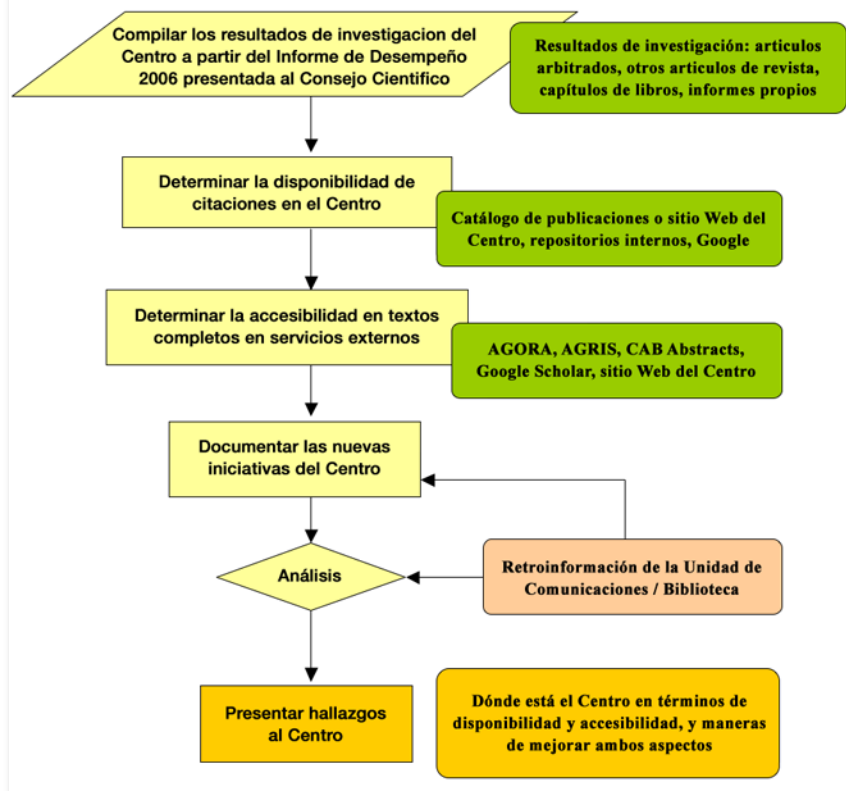 Compilar los resultados de investigacion del
Centro a partir del Informe de Desempeño
2006 presentada al Consejo Cientifico
Resultados de investigación: articulos
arbitrados, otros articulos de revista,
capítulos de libros, informes propios
Determinar la disponibilidad de
citaciones en el Centro
Catálogo de publicaciones o sitio Web del
Centro, repositorios internos, Google
Determinar la accesibilidad en textos
completos en servicios externos
AGORA, AGRIS, CAB Abstracts,
Google Scholar, sitio Web del Centro
Documentar las nuevas
iniciativas del Centro
Análisis
Retroinformación de la Unidad de
Comunicaciones / Biblioteca
Presentar hallazgos
al Centro
Dónde está el Centro en términos de
disponibilidad y accesibilidad, y maneras
de mejorar ambos aspectos